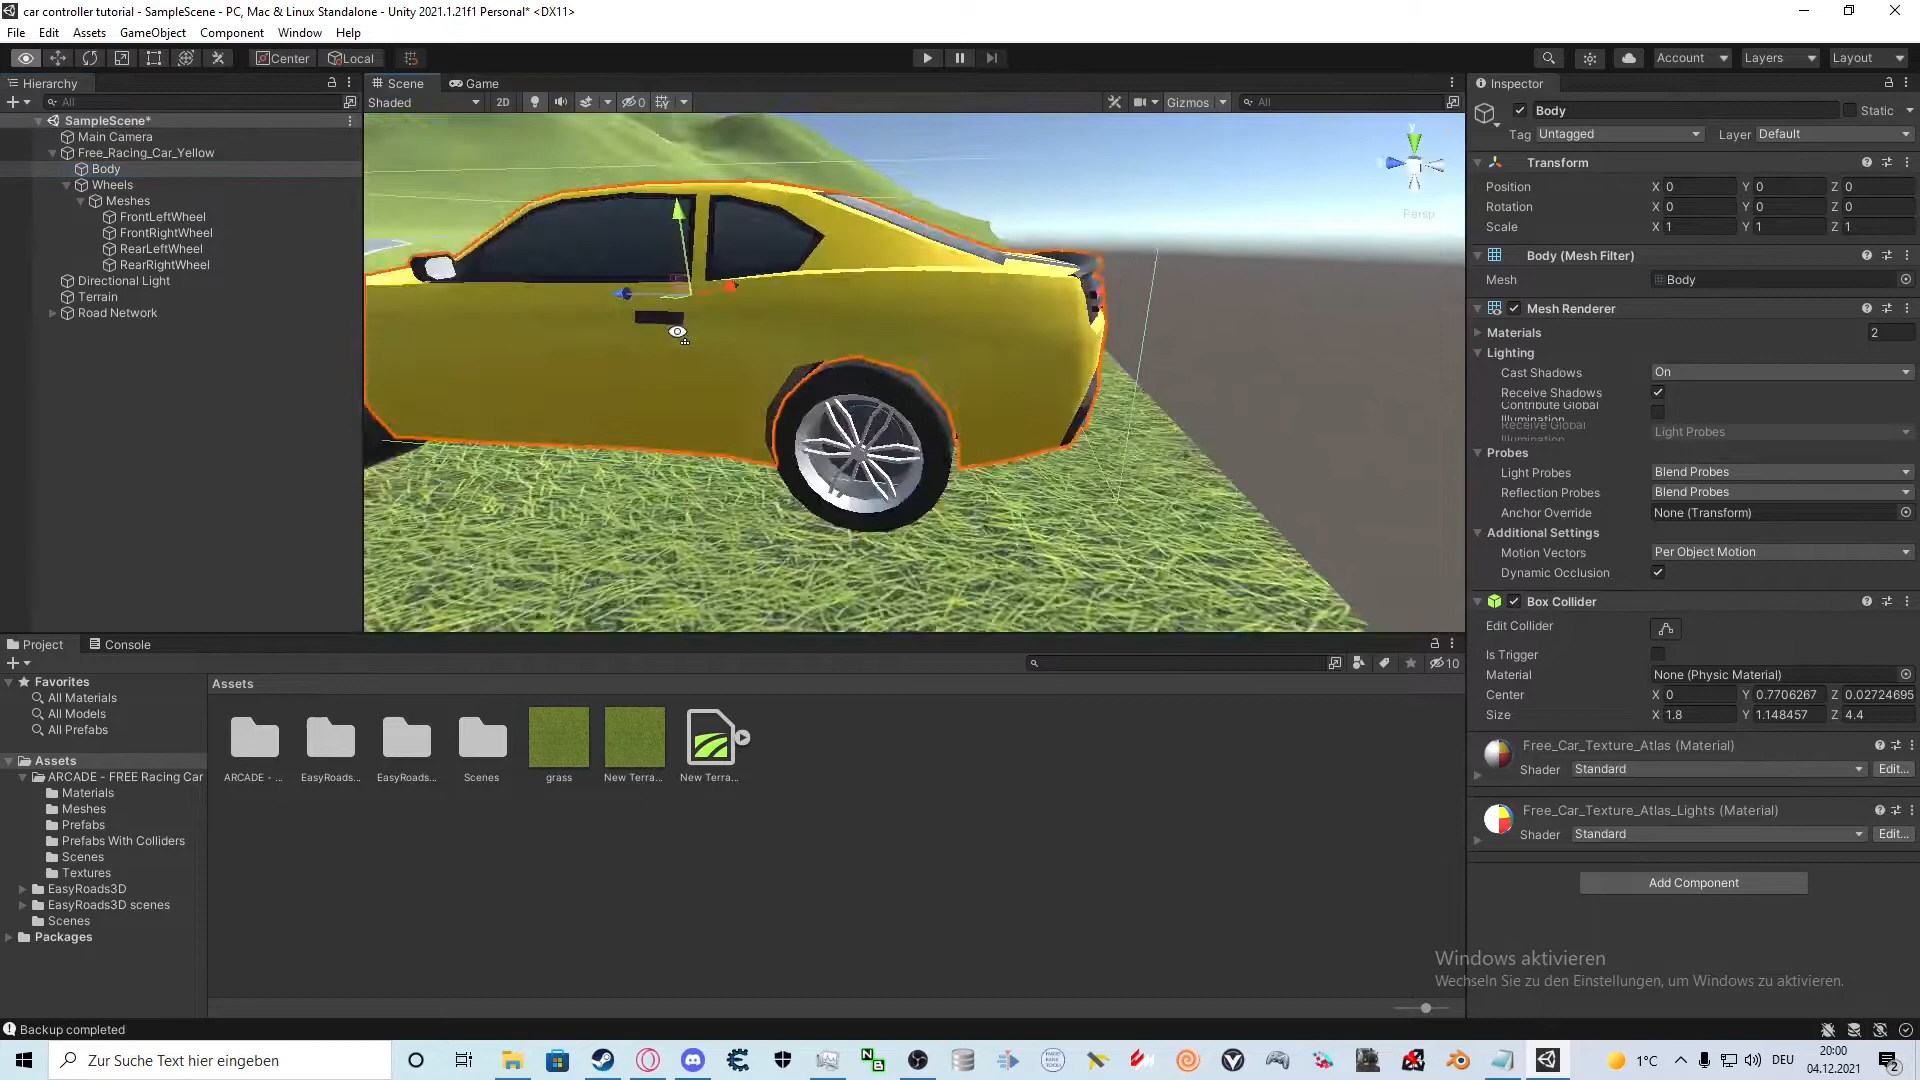 car controller tutorial - SampleScene - PC, Mac & Linux Standalone - Unity 2021.1.21f1 Personal* <DX11>
File Edit Assets GameObject Component Window Help
Center Local Account Layers Layout
Hierarchy
All
SampleScene*
Main Camera
Free_Racing_Car_Yellow
Body
Wheels
Meshes
FrontLeftWheel
FrontRightWheel
RearLeftWheel
RearRightWheel
Directional Light
Terrain
Road Network
Scene Game
Shaded 2D 0 Gizmos All
y
Persp
Inspector
Body Static
Tag Untagged Layer Default
Transform
Position X 0 Y 0 Z 0
Rotation X 0 Y 0 Z 0
Scale X 1 Y 1 Z 1
Body (Mesh Filter)
Mesh Body
Mesh Renderer
Materials 2
Lighting
Cast Shadows On
Receive Shadows
Contribute Global
Illumination
Receive Global
Illumination Light Probes
Probes
Light Probes Blend Probes
Reflection Probes Blend Probes
Anchor Override None (Transform)
Additional Settings
Motion Vectors Per Object Motion
Dynamic Occlusion
Box Collider
Edit Collider
Is Trigger
Material None (Physic Material)
Center X 0 Y 0.7706267 Z 0.02724695
Size X 1.8 Y 1.148457 Z 4.4
Free_Car_Texture_Atlas (Material)
Shader Standard Edit...
Free_Car_Texture_Atlas_Lights (Material)
Shader Standard Edit...
Add Component
Project Console
10
Favorites
All Materials
All Models
All Prefabs
Assets
ARCADE - FREE Racing Car
Materials
Meshes
Prefabs
Prefabs With Colliders
Scenes
Textures
EasyRoads3D
EasyRoads3D scenes
Scenes
Packages
Assets
ARCADE - ... EasyRoads... EasyRoads... Scenes grass New Terra... New Terra...
Windows aktivieren
Wechseln Sie zu den Einstellungen, um Windows zu aktivieren.
Backup completed
Zur Suche Text hier eingeben
1°C DEU 20:00
04.12.2021
2